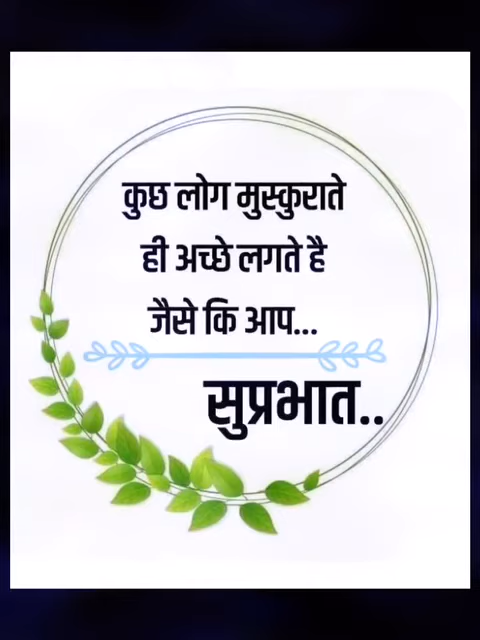 कुछ लोग मुस्कुराते
ही अच्छे लगते है
जैसे कि आप...
सुप्रभात..